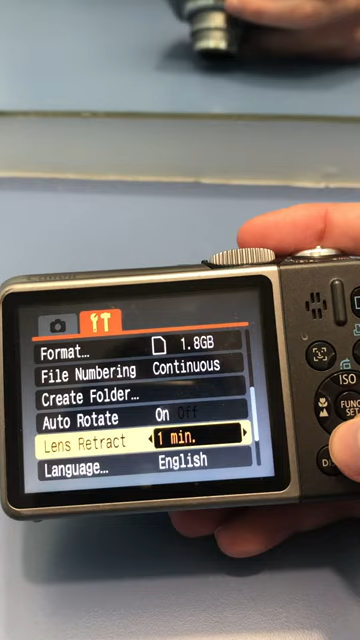 Format... 1.8GB
File Numbering Continuous
Create Folder...
Auto Rotate On Off
Lens Retract 1 min.
Language... English
ISO
FUNC
SET